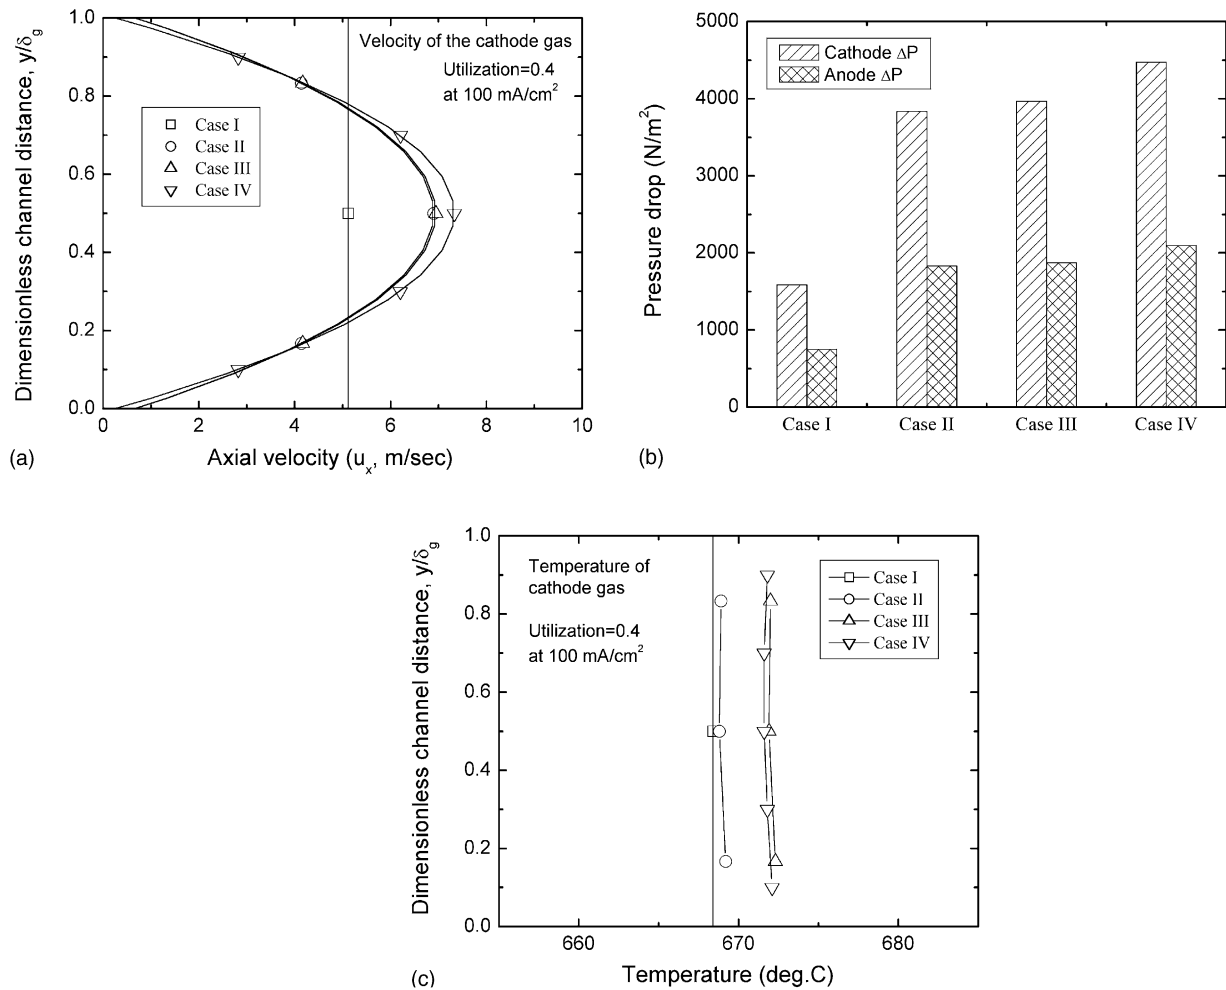 1.0
0.8
0.6
0.4
0.2
0.0
Dimensionless channel distance, y/δg
Velocity of the cathode gas
Utilization=0.4
at 100 mA/cm²
Case I
Case II
Case III
Case IV
0 2 4 6 8 10
Axial velocity (uₓ, m/sec)
(a)
5000
4000
3000
2000
1000
0
Pressure drop (N/m²)
Cathode ΔP
Anode ΔP
Case I Case II Case III Case IV
(b)
1.0
0.8
0.6
0.4
0.2
0.0
Dimensionless channel distance, y/δg
Temperature of
cathode gas
Utilization=0.4
at 100 mA/cm²
Case I
Case II
Case III
Case IV
660 670 680
Temperature (deg.C)
(c)